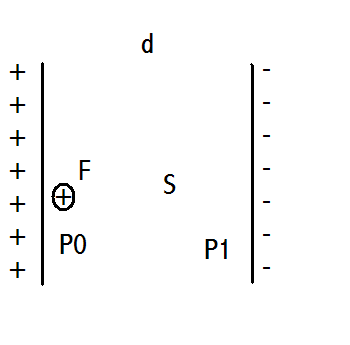 d
+ -
+ -
+ -
+ F -
+ + S -
+ P0 P1 -
+ -